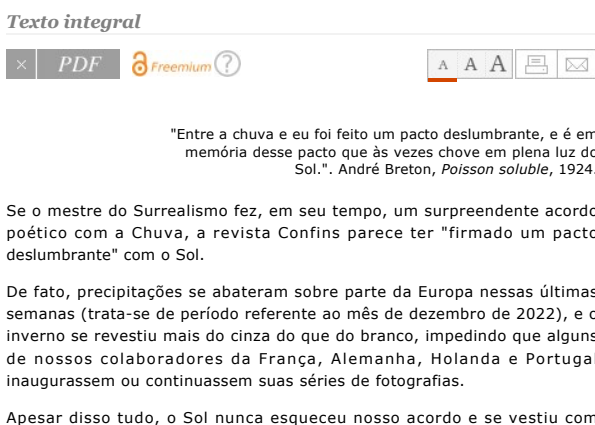 Texto integral
× PDF Freemium ? A A A
"Entre a chuva e eu foi feito um pacto deslumbrante, e é em
memória desse pacto que às vezes chove em plena luz do
Sol.". André Breton, Poisson soluble, 1924.
Se o mestre do Surrealismo fez, em seu tempo, um surpreendente acordo
poético com a Chuva, a revista Confins parece ter "firmado um pacto
deslumbrante" com o Sol.
De fato, precipitações se abateram sobre parte da Europa nessas últimas
semanas (trata-se de período referente ao mês de dezembro de 2022), e o
inverno se revestiu mais do cinza do que do branco, impedindo que alguns
de nossos colaboradores da França, Alemanha, Holanda e Portugal
inaugurassem ou continuassem suas séries de fotografias.
Apesar disso tudo, o Sol nunca esqueceu nosso acordo e se vestiu com